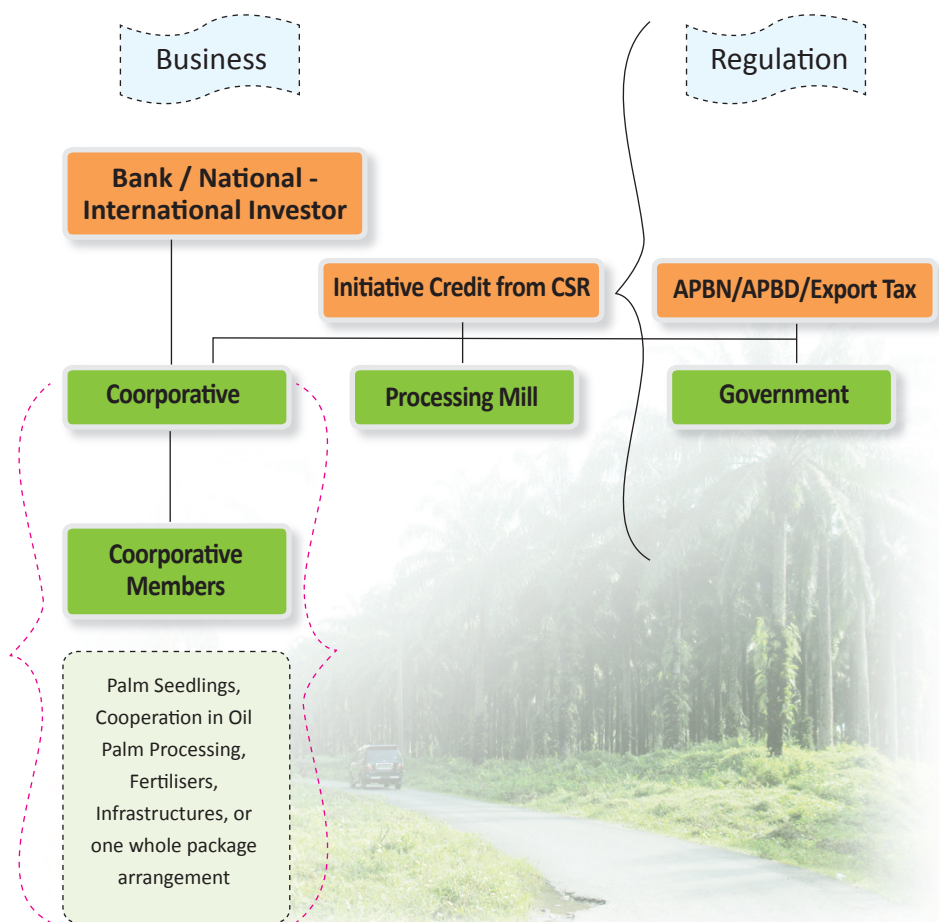 Business
Regulation
Bank / National -
International Investor
Initiative Credit from CSR
APBN/APBD/Export Tax
Coorporative
Processing Mill
Government
Coorporative
Members
Palm Seedlings,
Cooperation in Oil
Palm Processing,
Fertilisers,
Infrastructures, or
one whole package
arrangement